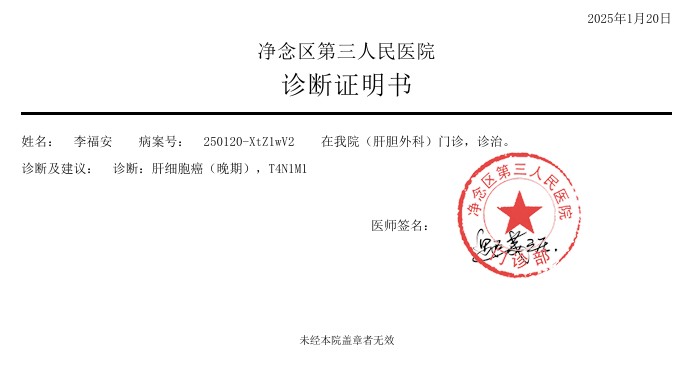 2025年1月20日
净念区第三人民医院
诊断证明书
姓名： 李福安 病案号： 250120-XtZlwV2 在我院（肝胆外科）门诊，诊治。
诊断及建议： 诊断：肝细胞癌（晚期），T4N1M1
净念区第三人民医院
医师签名：
门诊部
未经本院盖章者无效